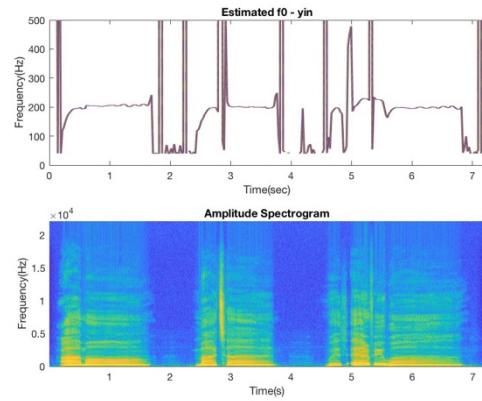 Estimated f0 - yin
500
400
300
200
100
0
Frequency(Hz)
0 1 2 3 4 5 6 7
Time(sec)
Amplitude Spectrogram
×10⁴
2
1.5
1
0.5
0
Frequency(Hz)
1 2 3 4 5 6 7
Time(s)